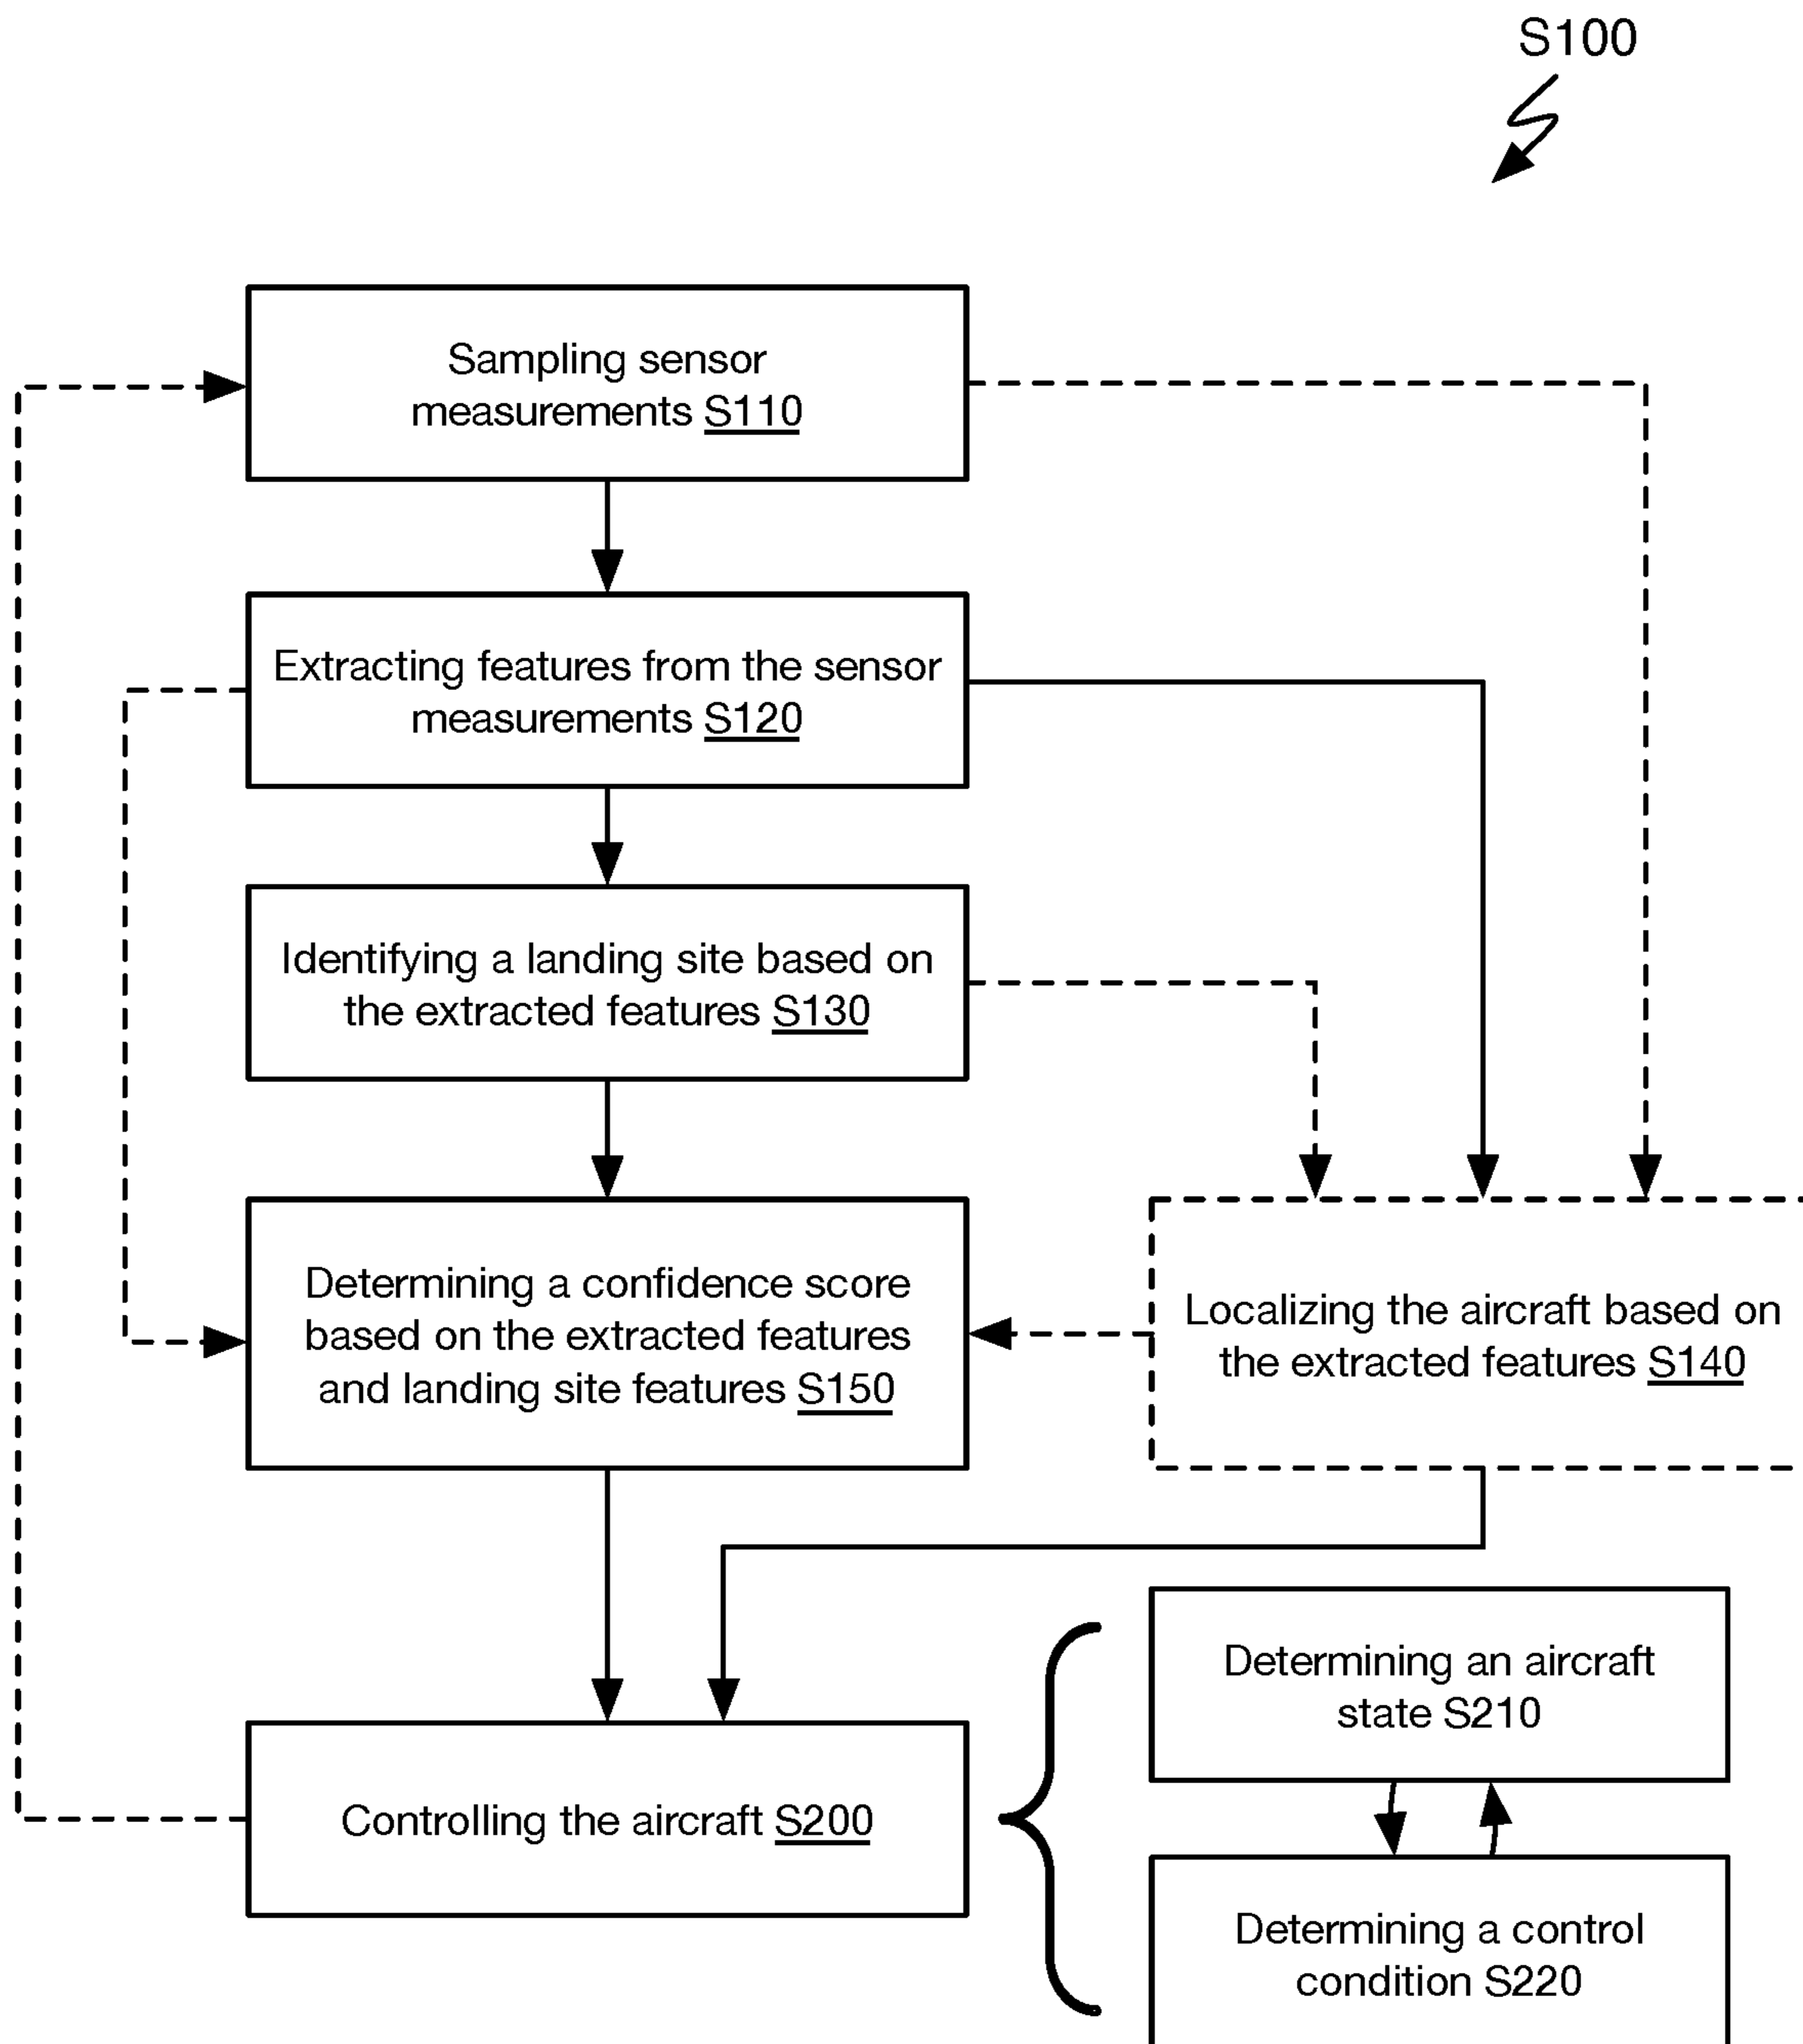 S100
Sampling sensor
measurements S110
Extracting features from the sensor
measurements S120
Identifying a landing site based on
the extracted features S130
Determining a confidence score
based on the extracted features
and landing site features S150
Localizing the aircraft based on
the extracted features S140
Determining an aircraft
state S210
Controlling the aircraft S200
Determining a control
condition S220